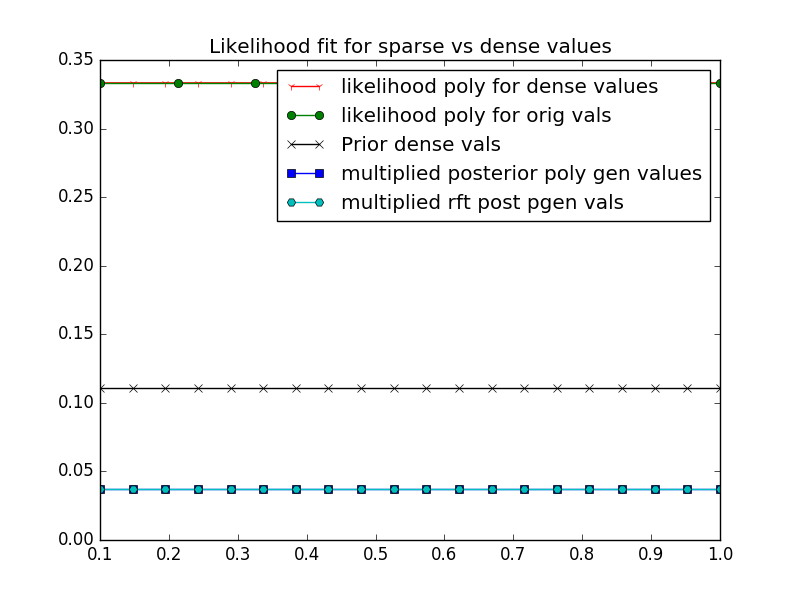 Likelihood fit for sparse vs dense values
0.35
0.30
0.25
0.20
0.15
0.10
0.05
0.00
likelihood poly for dense values
likelihood poly for orig vals
Prior dense vals
multiplied posterior poly gen values
multiplied rft post pgen vals
0.1 0.2 0.3 0.4 0.5 0.6 0.7 0.8 0.9 1.0